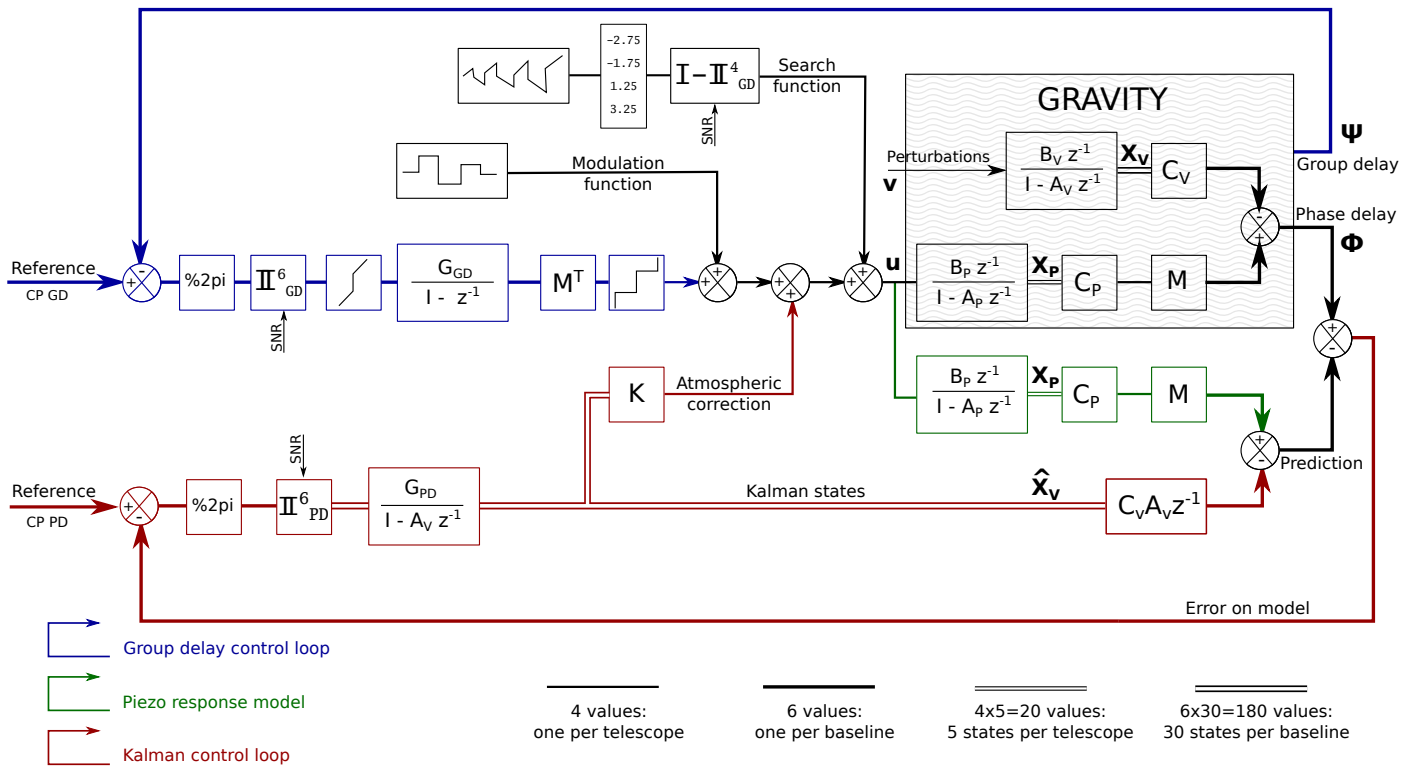 -2.75
-1.75
1.25
3.25
I-II⁴GD
SNR
Search
function
GRAVITY
Ψ
Group delay
Modulation
function
Perturbations
v
BV z-1
I - AV z-1
XV
CV
Phase delay
Φ
Reference
CP GD
+
-
%2pi
II⁶GD
SNR
GGD
I - z-1
MT
+
+
+
+
+
+
u
BP z-1
I - AP z-1
XP
CP
M
-
+
+
-
K
Atmospheric
correction
BP z-1
I - AP z-1
XP
CP
M
+
-
Prediction
SNR
Reference
CP PD
+
-
%2pi
II⁶PD
GPD
I - AV z-1
Kalman states
X̂V
CvAvz-1
Error on model
Group delay control loop
Piezo response model
Kalman control loop
4 values:
one per telescope
6 values:
one per baseline
4x5=20 values:
5 states per telescope
6x30=180 values:
30 states per baseline